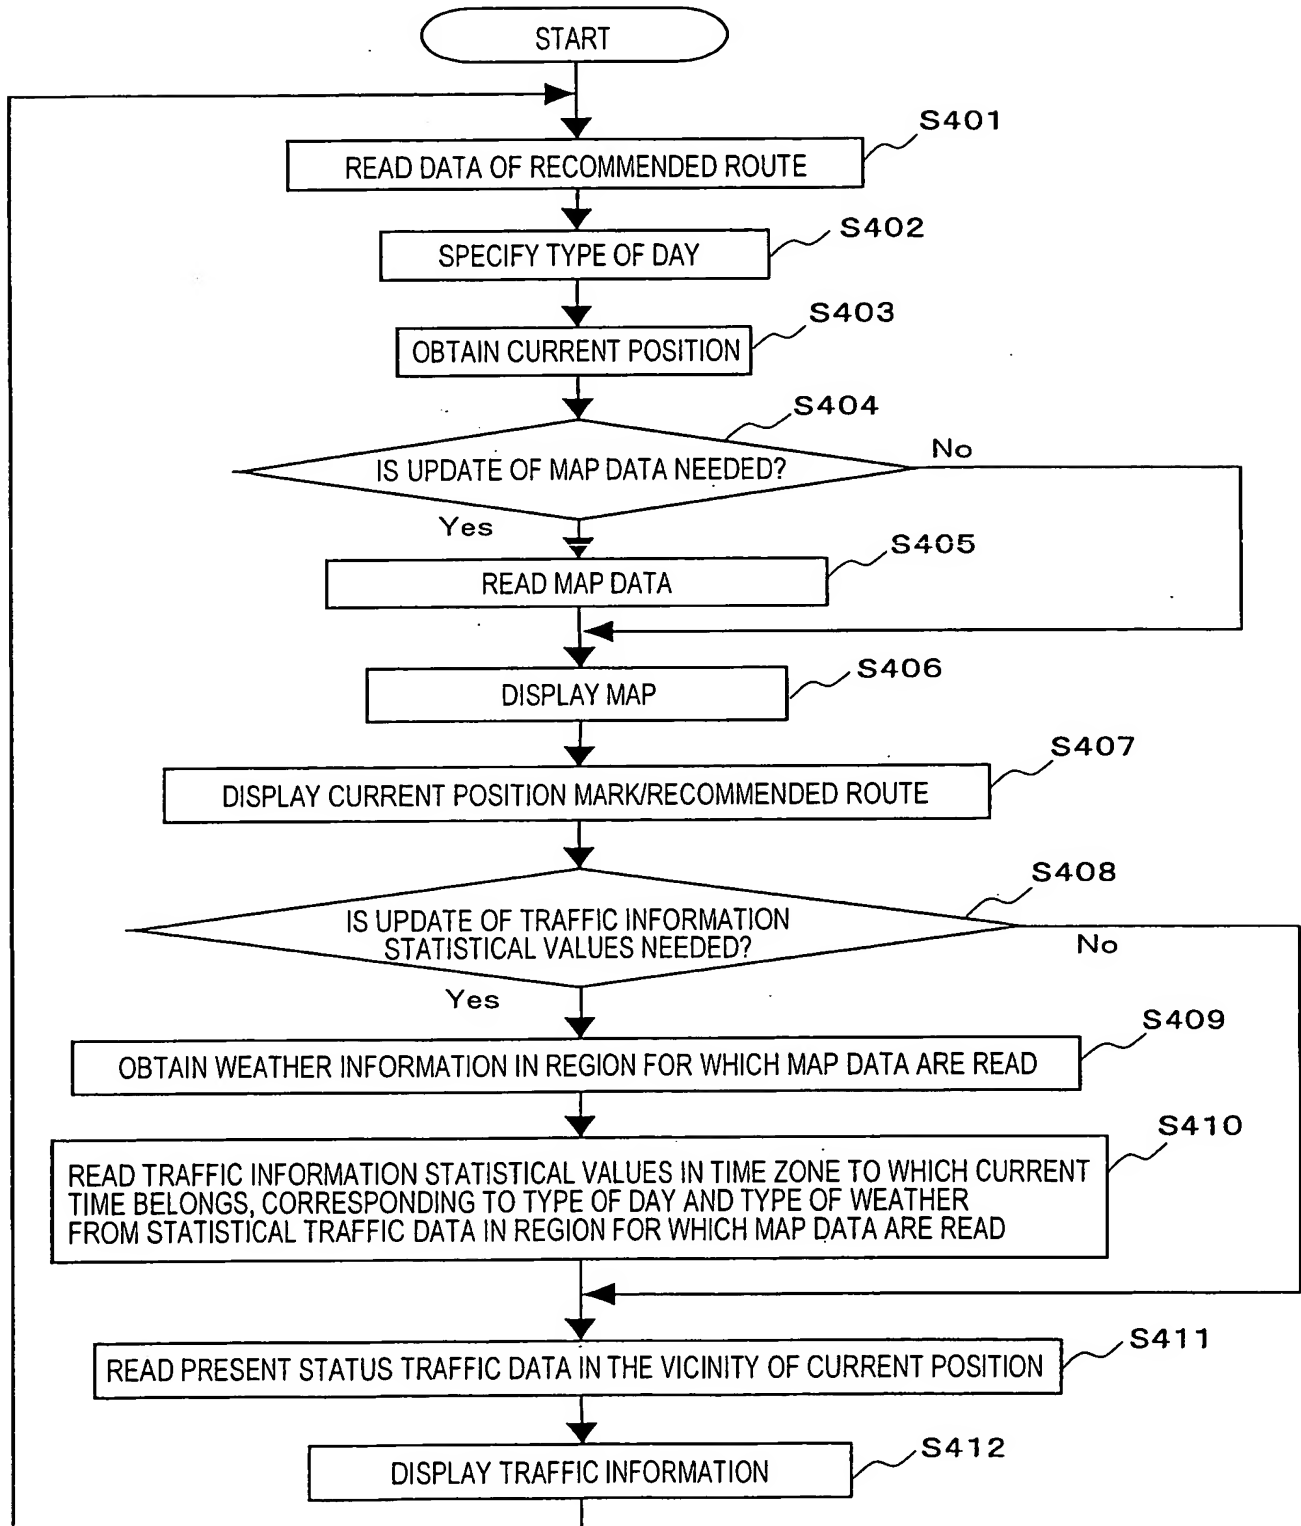 START
S401
READ DATA OF RECOMMENDED ROUTE
S402
SPECIFY TYPE OF DAY
S403
OBTAIN CURRENT POSITION
S404
IS UPDATE OF MAP DATA NEEDED?
No
Yes
S405
READ MAP DATA
S406
DISPLAY MAP
S407
DISPLAY CURRENT POSITION MARK/RECOMMENDED ROUTE
S408
IS UPDATE OF TRAFFIC INFORMATION
STATISTICAL VALUES NEEDED?
No
Yes
S409
OBTAIN WEATHER INFORMATION IN REGION FOR WHICH MAP DATA ARE READ
S410
READ TRAFFIC INFORMATION STATISTICAL VALUES IN TIME ZONE TO WHICH CURRENT
TIME BELONGS, CORRESPONDING TO TYPE OF DAY AND TYPE OF WEATHER
FROM STATISTICAL TRAFFIC DATA IN REGION FOR WHICH MAP DATA ARE READ
S411
READ PRESENT STATUS TRAFFIC DATA IN THE VICINITY OF CURRENT POSITION
S412
DISPLAY TRAFFIC INFORMATION